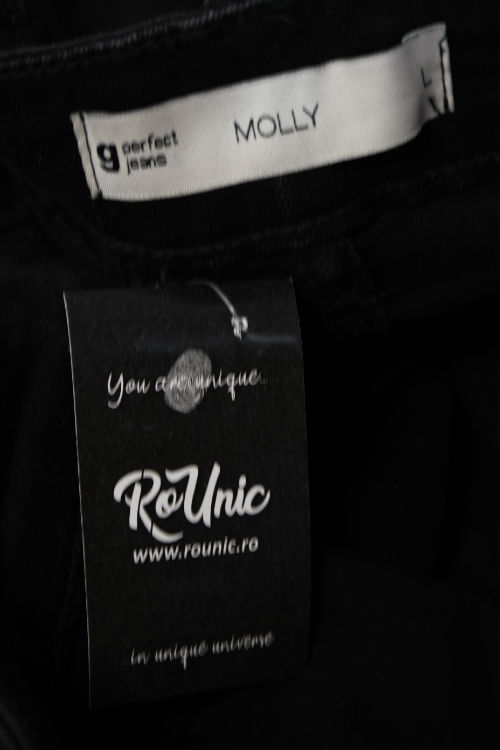 g perfect
jeans
MOLLY
L
You are unique...
RoUnic
www.rounic.ro
...in unique universe